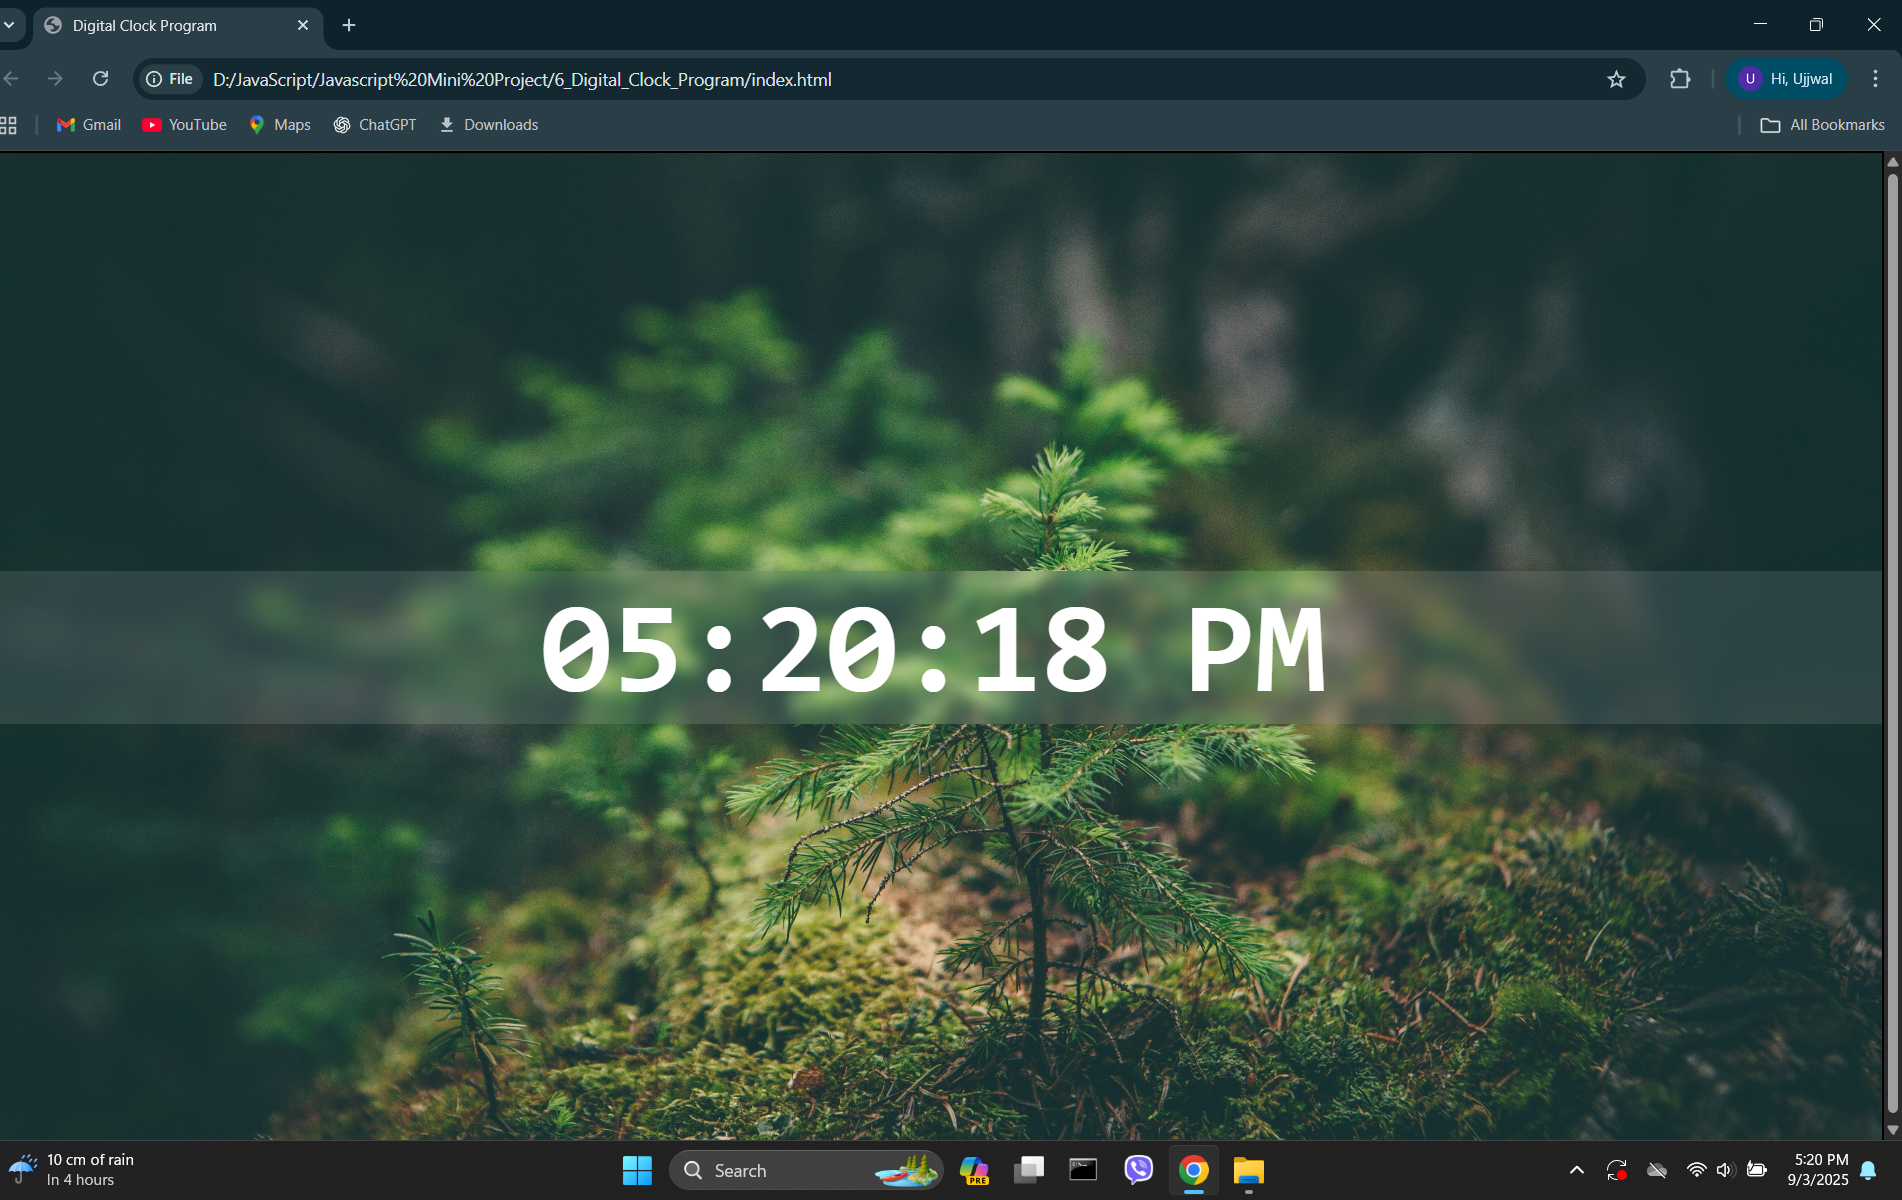 Digital Clock Program
File D:/JavaScript/Javascript%20Mini%20Project/6_Digital_Clock_Program/index.html
U Hi, Ujjwal
Gmail YouTube Maps ChatGPT Downloads All Bookmarks
05:20:18 PM
10 cm of rain
In 4 hours
Search
PRE
5:20 PM
9/3/2025